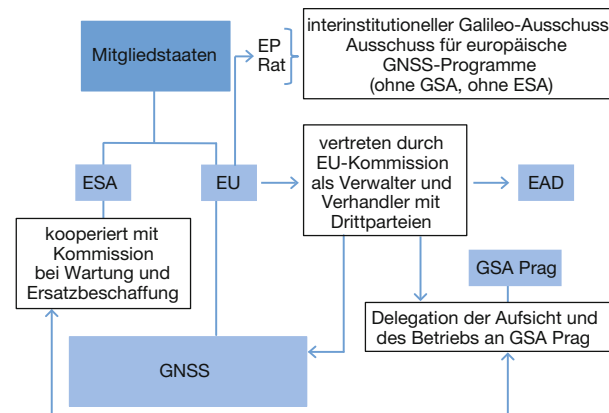 Mitgliedstaaten
EP
Rat
interinstitutioneller Galileo-Ausschuss
Ausschuss für europäische
GNSS-Programme
(ohne GSA, ohne ESA)
ESA
EU
vertreten durch
EU-Kommission
als Verwalter und
Verhandler mit
Drittparteien
EAD
kooperiert mit
Kommission
bei Wartung und
Ersatzbeschaffung
GSA Prag
Delegation der Aufsicht und
des Betriebs an GSA Prag
GNSS